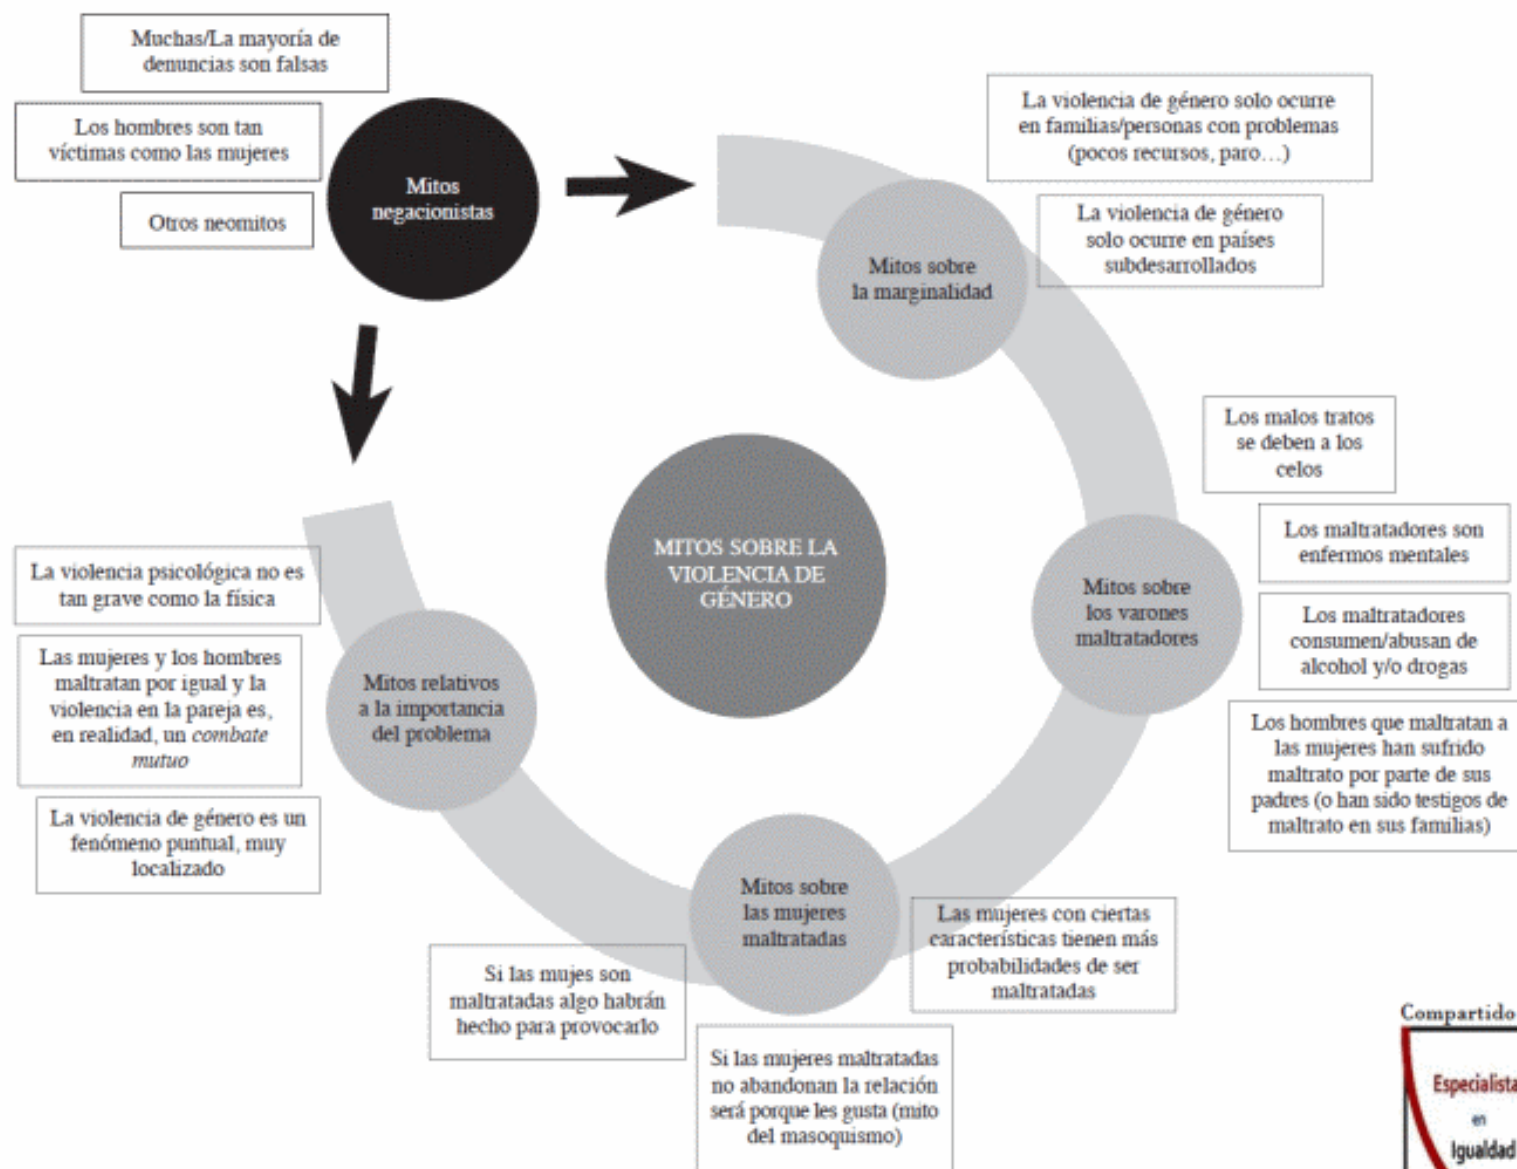 Muchas/La mayoría de
denuncias son falsas
Los hombres son tan
víctimas como las mujeres
Otros neomitos
Mitos
negacionistas
La violencia de género solo ocurre
en familias/personas con problemas
(pocos recursos, paro…)
La violencia de género
solo ocurre en países
subdesarrollados
Mitos sobre
la marginalidad
Los malos tratos
se deben a los
celos
Los maltratadores son
enfermos mentales
Mitos sobre
los varones
maltratadores
Los maltratadores
consumen/abusan de
alcohol y/o drogas
Los hombres que maltratan a
las mujeres han sufrido
maltrato por parte de sus
padres (o han sido testigos de
maltrato en sus familias)
MITOS SOBRE LA
VIOLENCIA DE
GÉNERO
La violencia psicológica no es
tan grave como la física
Las mujeres y los hombres
maltratan por igual y la
violencia en la pareja es,
en realidad, un combate
mutuo
La violencia de género es un
fenómeno puntual, muy
localizado
Mitos relativos
a la importancia
del problema
Mitos sobre
las mujeres
maltratadas
Las mujeres con ciertas
características tienen más
probabilidades de ser
maltratadas
Si las mujes son
maltratadas algo habrán
hecho para provocarlo
Si las mujeres maltratadas
no abandonan la relación
será porque les gusta (mito
del masoquismo)
Compartido
Especialista
en
Igualdad